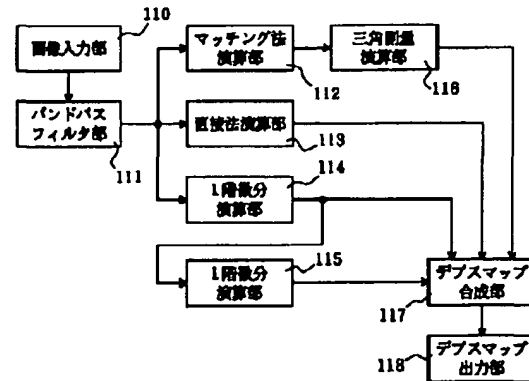 110
画像入力部
バンドパス
フィルタ部
111
マッチング法
演算部
112
三角測量
演算部
116
直接法演算部
113
114
1階微分
演算部
115
1階微分
演算部
デプスマップ
合成部
117
デプスマップ
出力部
118